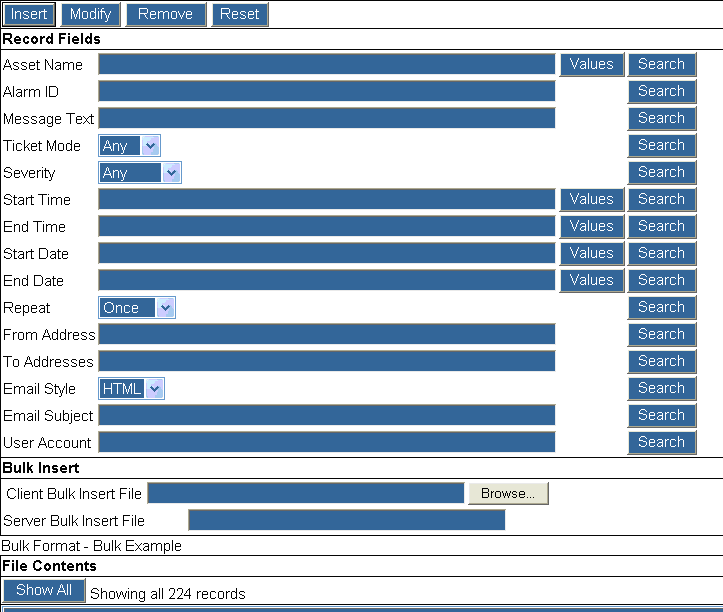 Insert Modify Remove Reset
Record Fields
Asset Name Values Search
Alarm ID Search
Message Text Search
Ticket Mode Any Search
Severity Any Search
Start Time Values Search
End Time Values Search
Start Date Values Search
End Date Values Search
Repeat Once Search
From Address Search
To Addresses Search
Email Style HTML Search
Email Subject Search
User Account Search
Bulk Insert
Client Bulk Insert File Browse...
Server Bulk Insert File
Bulk Format - Bulk Example
File Contents
Show All Showing all 224 records